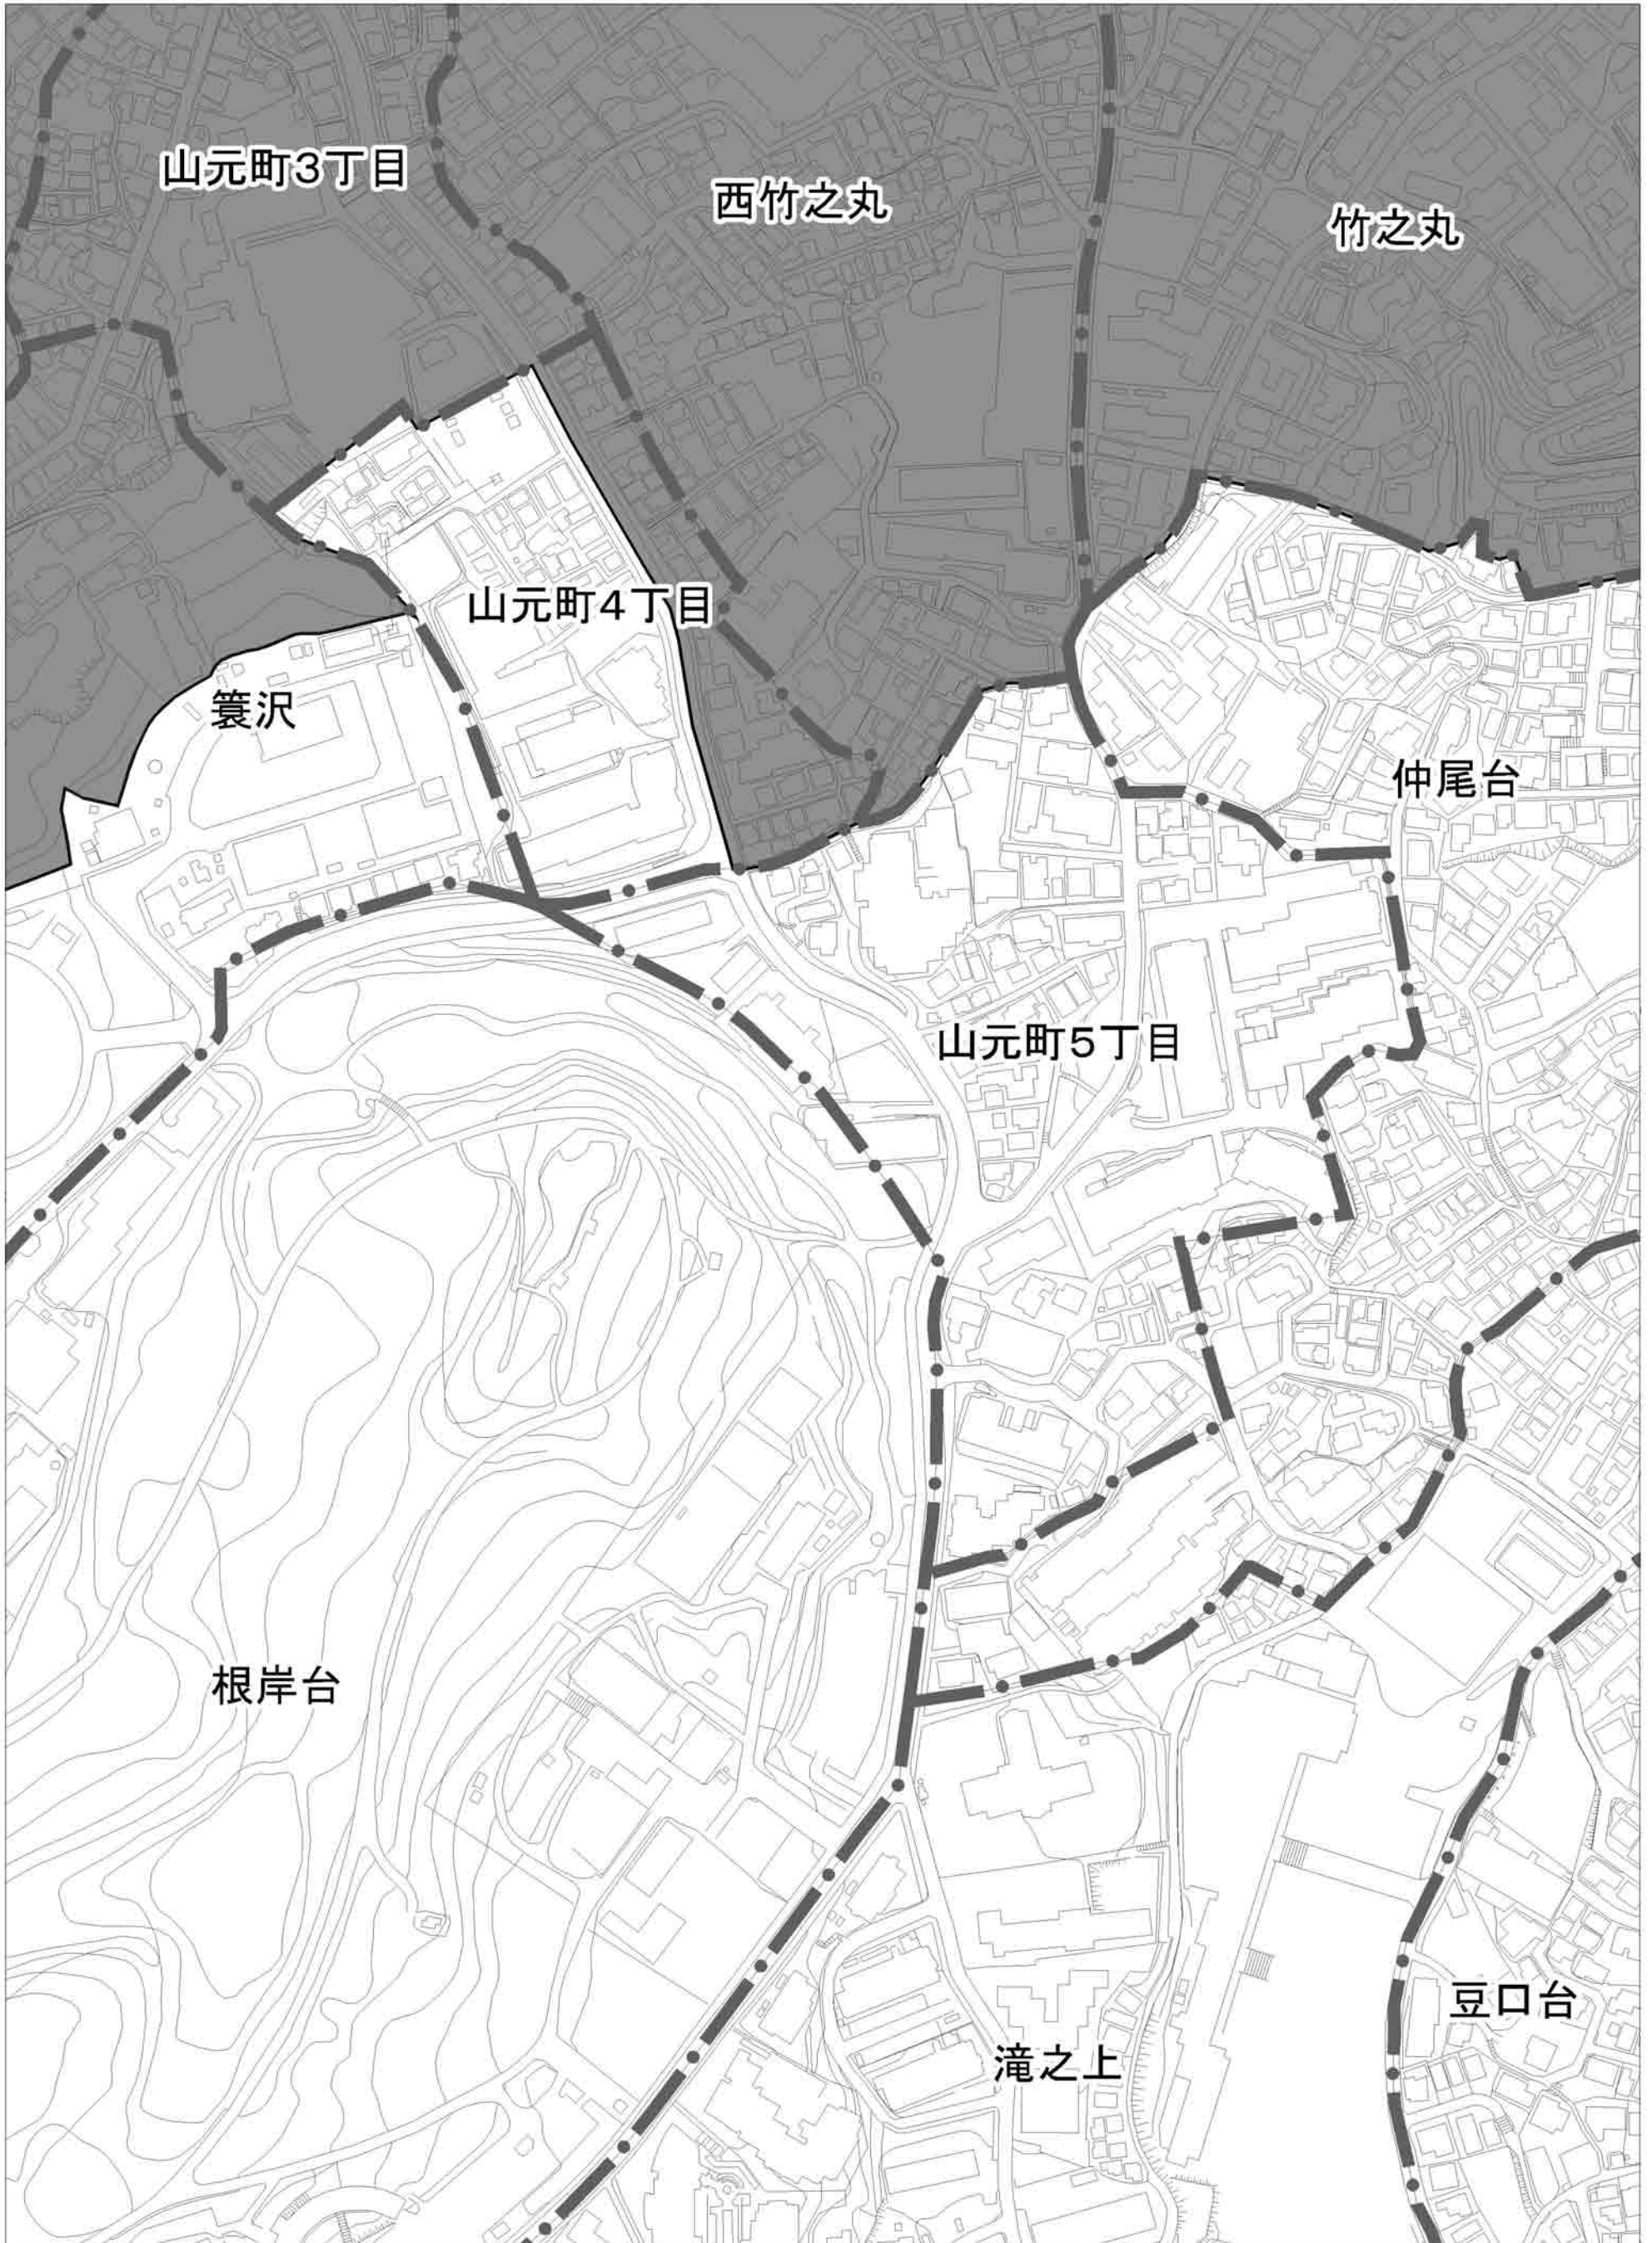 山元町3丁目
西竹之丸
竹之丸
山元町4丁目
簑沢
仲尾台
山元町5丁目
根岸台
豆口台
滝之上